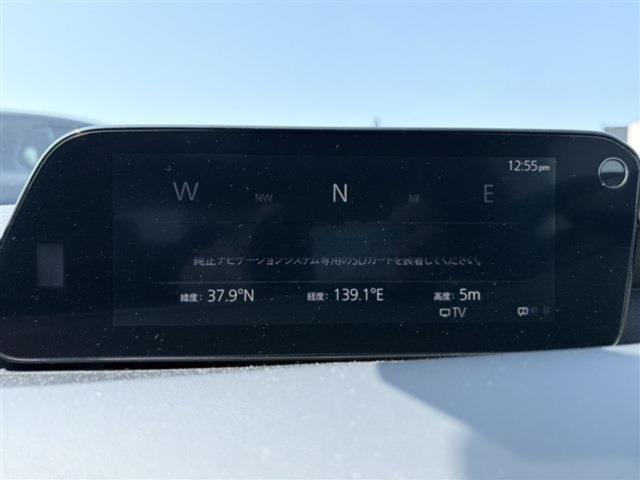 12:55pm
W NW N NE E
純正ナビゲーションシステム専用のSDカードを装着してください。
緯度: 37.9°N 経度: 139.1°E 高度: 5m
TV